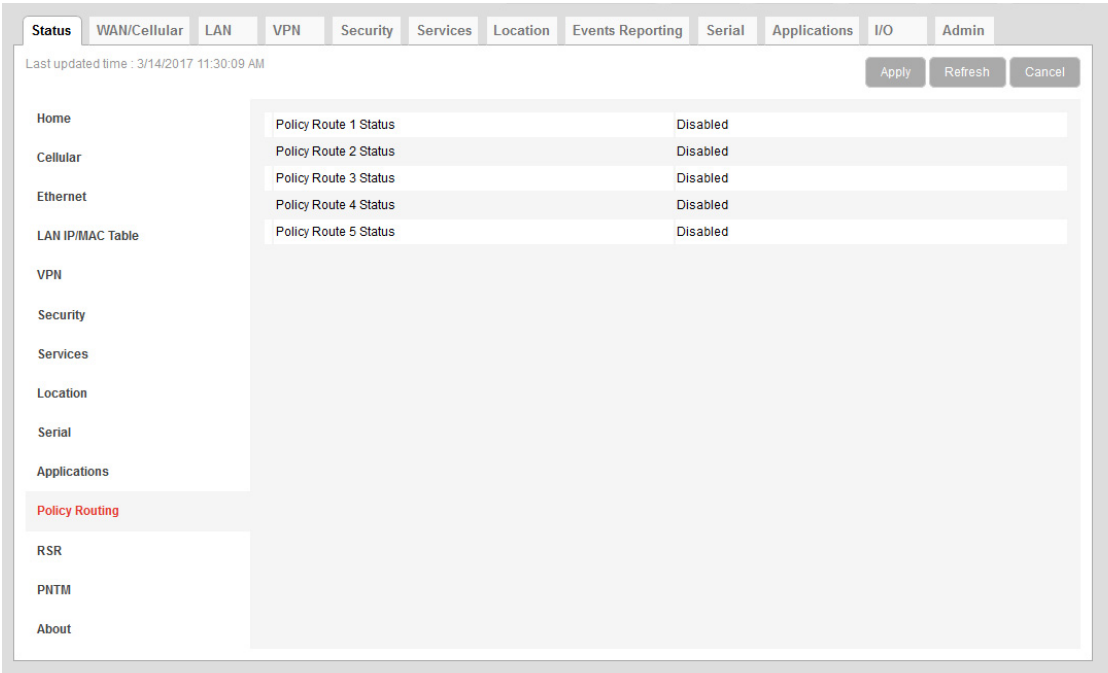 Status WAN/Cellular LAN VPN Security Services Location Events Reporting Serial Applications I/O Admin
Last updated time : 3/14/2017 11:30:09 AM
Apply Refresh Cancel
Home
Cellular
Ethernet
LAN IP/MAC Table
VPN
Security
Services
Location
Serial
Applications
Policy Routing
RSR
PNTM
About
Policy Route 1 Status Disabled
Policy Route 2 Status Disabled
Policy Route 3 Status Disabled
Policy Route 4 Status Disabled
Policy Route 5 Status Disabled